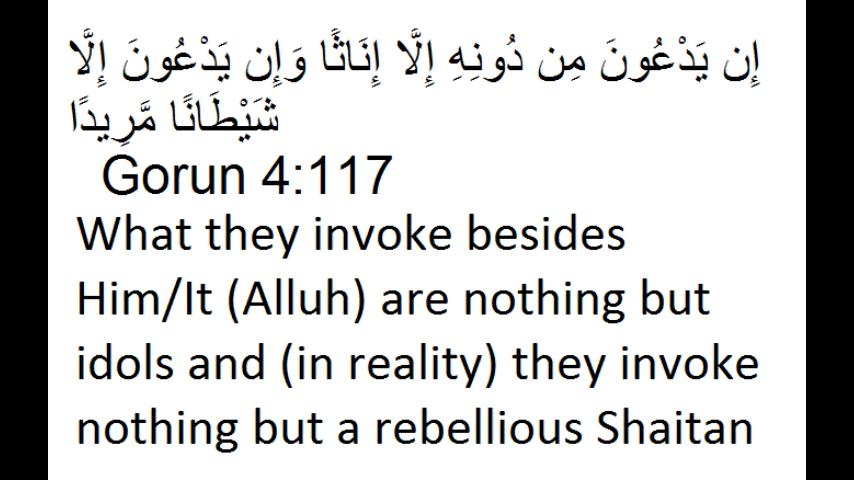 إِن يَدْعُونَ مِن دُونِهِ إِلَّا إِنَاثًا وَإِن يَدْعُونَ إِلَّا
شَيْطَانًا مَّرِيدًا
Gorun 4:117
What they invoke besides
Him/It (Alluh) are nothing but
idols and (in reality) they invoke
nothing but a rebellious Shaitan